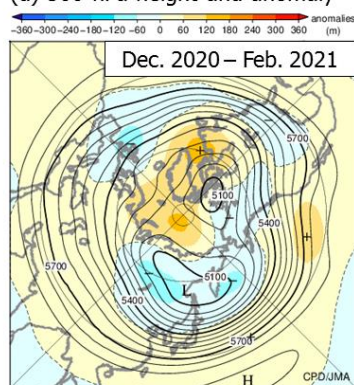 (a) 500-hPa height and anomaly
anomalies
-360 -300 -240 -180 -120 -60 0 60 120 180 240 300 360 (m)
Dec. 2020 – Feb. 2021
5700
5100
5400
5700
5100
5400
L
5700
H
CPD/JMA